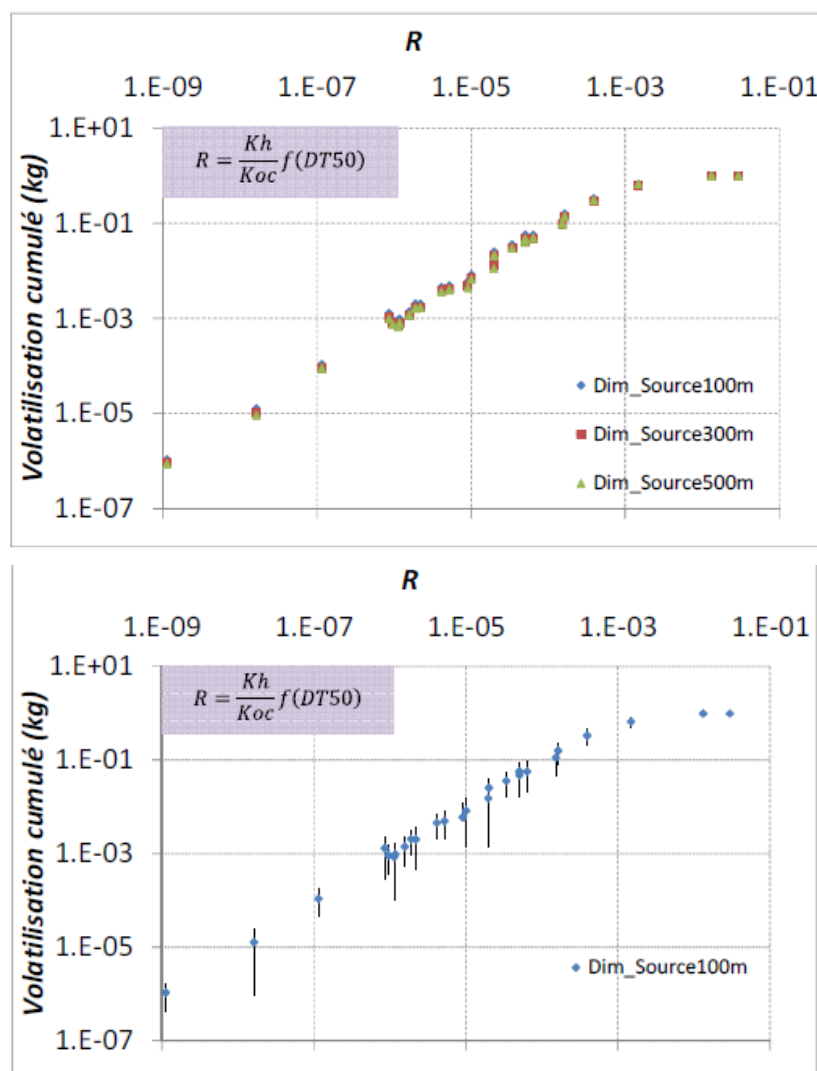 R
1.E-09 1.E-07 1.E-05 1.E-03 1.E-01
1.E+01
R = Kh/Koc f(DT50)
1.E-01
1.E-03
1.E-05
1.E-07
Volatilisation cumulé (kg)
Dim_Source100m
Dim_Source300m
Dim_Source500m
R
1.E-09 1.E-07 1.E-05 1.E-03 1.E-01
1.E+01
R = Kh/Koc f(DT50)
1.E-01
1.E-03
1.E-05
1.E-07
Volatilisation cumulé (kg)
Dim_Source100m